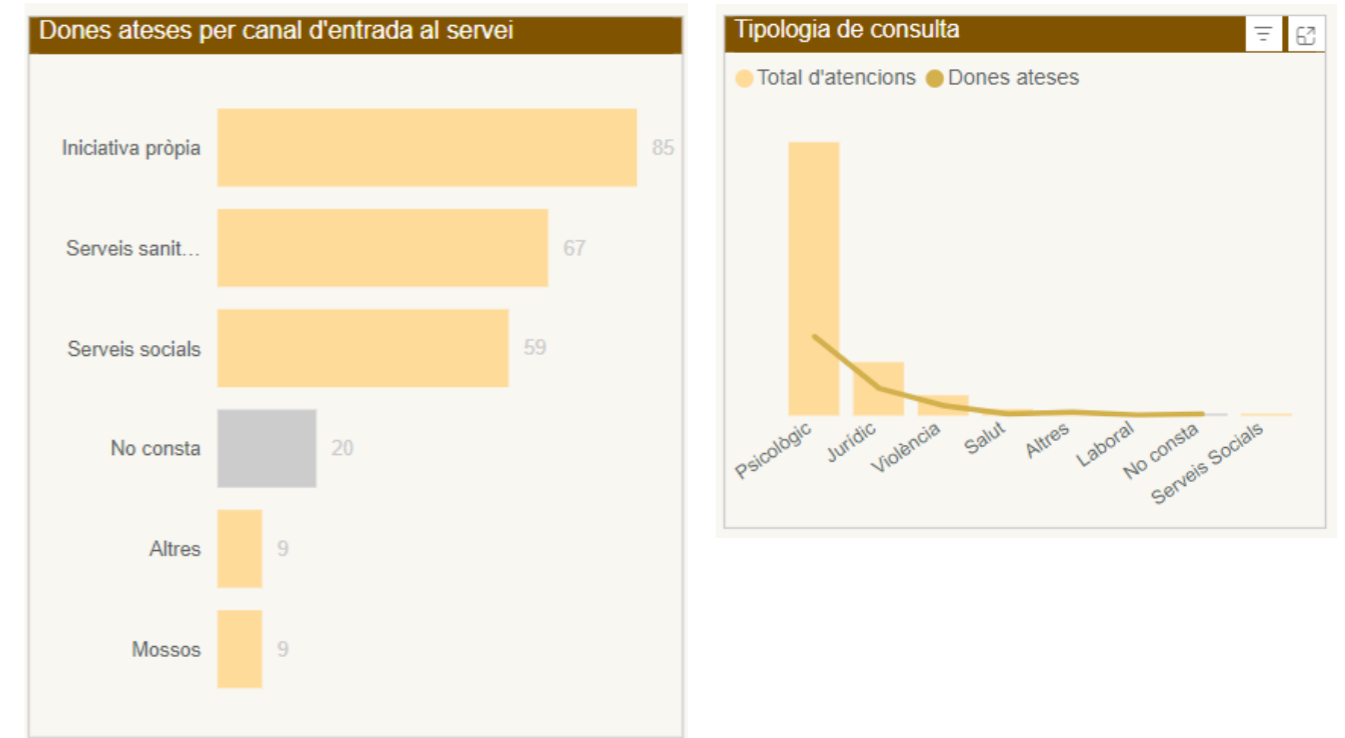 Dones ateses per canal d'entrada al servei
Iniciativa pròpia
85
Serveis sanit...
67
Serveis socials
59
No consta
20
Altres
9
Mossos
9
Tipologia de consulta
Total d'atencions
Dones ateses
Psicològic
Jurídic
Violència
Salut
Altres
Laboral
No consta
Serveis Socials